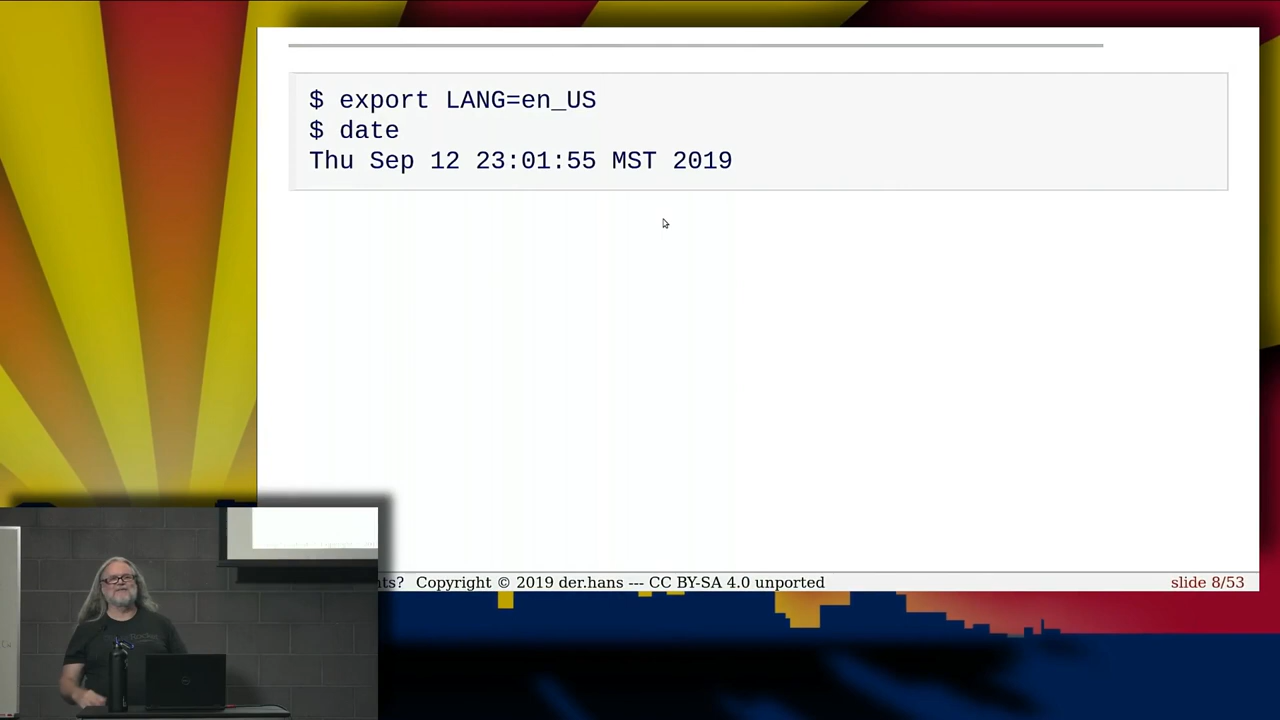 $ export LANG=en_US
$ date
Thu Sep 12 23:01:55 MST 2019
nts? Copyright © 2019 der.hans --- CC BY-SA 4.0 unported
slide 8/53